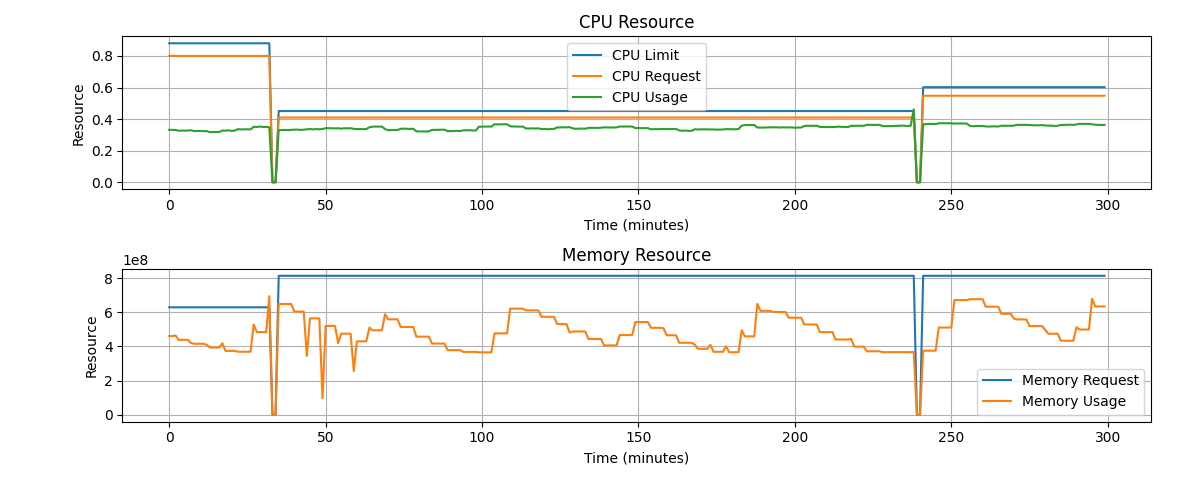 CPU Resource
0.8
0.6
0.4
0.2
0.0
Resource
CPU Limit
CPU Request
CPU Usage
0 50 100 150 200 250 300
Time (minutes)
Memory Resource
1e8
8
6
4
2
0
Resource
Memory Request
Memory Usage
0 50 100 150 200 250 300
Time (minutes)